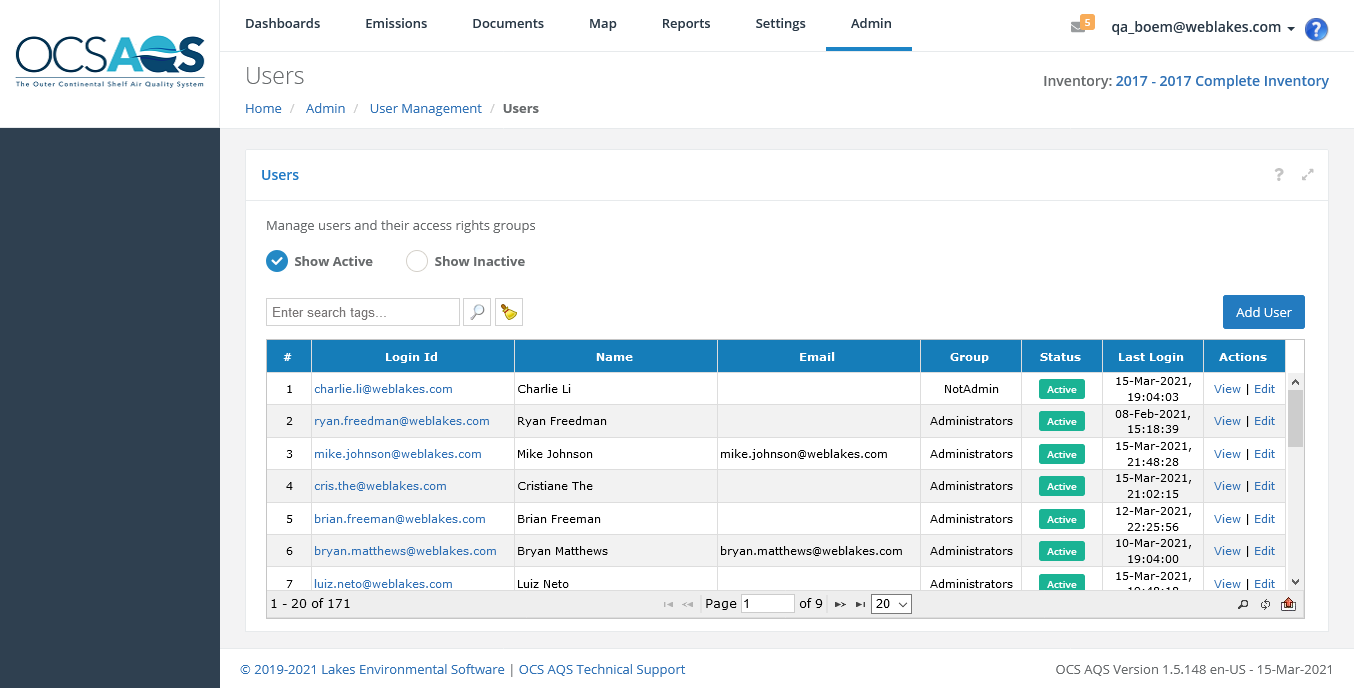 OCSAQS
The Outer Continental Shelf Air Quality System
Dashboards Emissions Documents Map Reports Settings Admin
5 qa_boem@weblakes.com ?
Users
Inventory: 2017 - 2017 Complete Inventory
Home / Admin / User Management / Users
Users ?
Manage users and their access rights groups
Show Active Show Inactive
Enter search tags... Add User
# Login Id Name Email Group Status Last Login Actions
1 charlie.li@weblakes.com Charlie Li NotAdmin Active 15-Mar-2021, 19:04:03 View | Edit
2 ryan.freedman@weblakes.com Ryan Freedman Administrators Active 08-Feb-2021, 15:18:39 View | Edit
3 mike.johnson@weblakes.com Mike Johnson mike.johnson@weblakes.com Administrators Active 15-Mar-2021, 21:48:28 View | Edit
4 cris.the@weblakes.com Cristiane The Administrators Active 15-Mar-2021, 21:02:15 View | Edit
5 brian.freeman@weblakes.com Brian Freeman Administrators Active 12-Mar-2021, 22:25:56 View | Edit
6 bryan.matthews@weblakes.com Bryan Matthews bryan.matthews@weblakes.com Administrators Active 10-Mar-2021, 19:04:00 View | Edit
7 luiz.neto@weblakes.com Luiz Neto Administrators Active 15-Mar-2021, View | Edit
1 - 20 of 171 Page 1 of 9 20
© 2019-2021 Lakes Environmental Software | OCS AQS Technical Support
OCS AQS Version 1.5.148 en-US - 15-Mar-2021